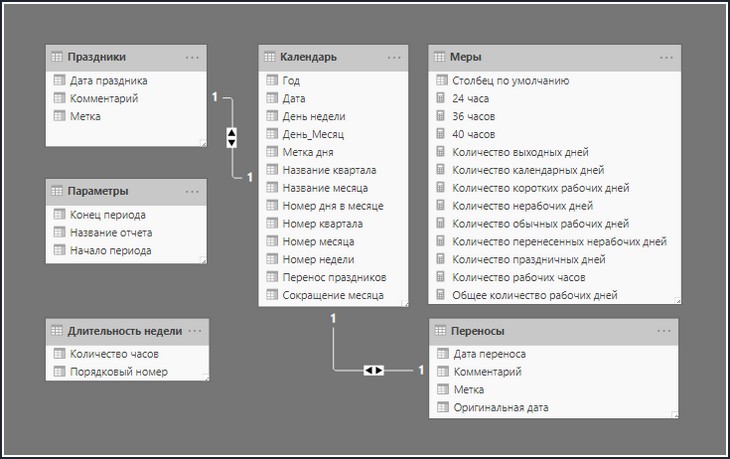 Праздники
Дата праздника
Комментарий
Метка
Параметры
Конец периода
Название отчета
Начало периода
Длительность недели
Количество часов
Порядковый номер
1
1
Календарь
Год
Дата
День недели
День_Месяц
Метка дня
Название квартала
Название месяца
Номер дня в месяце
Номер квартала
Номер месяца
Номер недели
Перенос праздников
Сокращение месяца
1
1
Меры
Столбец по умолчанию
24 часа
36 часов
40 часов
Количество выходных дней
Количество календарных дней
Количество коротких рабочих дней
Количество нерабочих дней
Количество обычных рабочих дней
Количество перенесенных нерабочих дней
Количество праздничных дней
Количество рабочих часов
Общее количество рабочих дней
Переносы
Дата переноса
Комментарий
Метка
Оригинальная дата